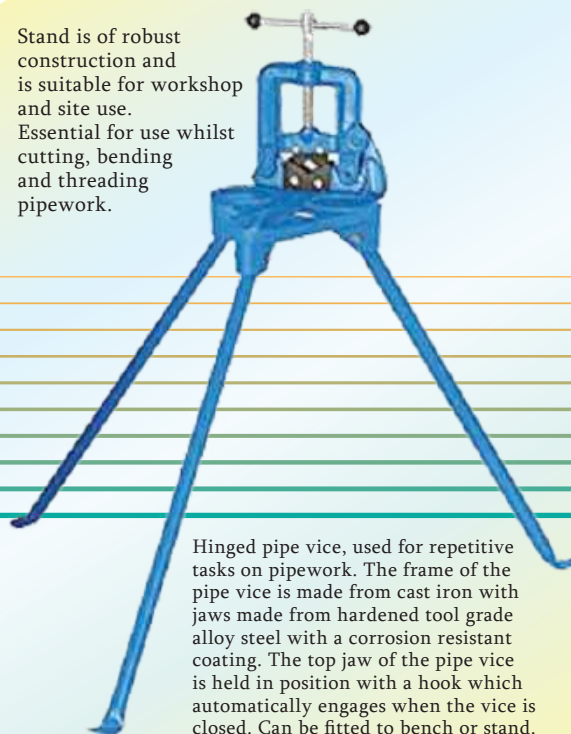 Stand is of robust
construction and
is suitable for workshop
and site use.
Essential for use whilst
cutting, bending
and threading
pipework.
Hinged pipe vice, used for repetitive
tasks on pipework. The frame of the
pipe vice is made from cast iron with
jaws made from hardened tool grade
alloy steel with a corrosion resistant
coating. The top jaw of the pipe vice
is held in position with a hook which
automatically engages when the vice is
closed. Can be fitted to bench or stand.